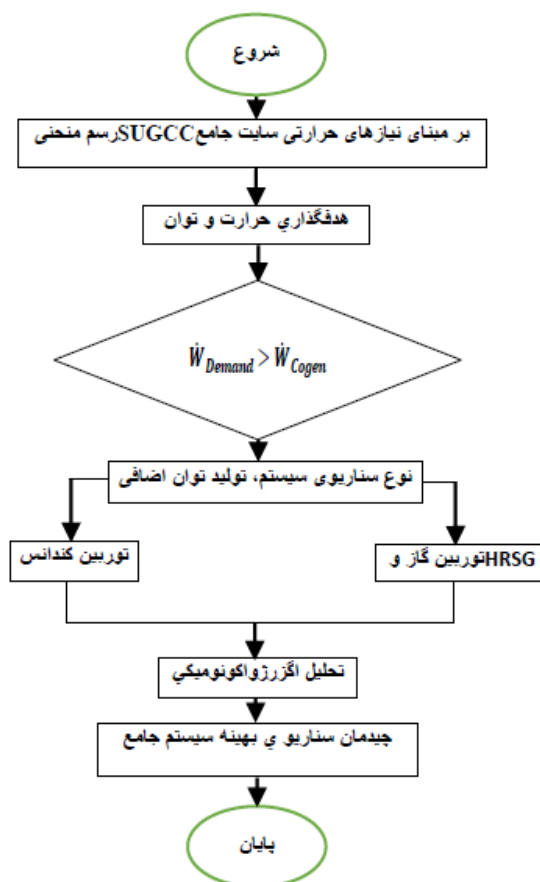 شروع
بر مبنای نیازهای حرارتی سایت جامعSUGCCرسم منحنی
هدفگذاري حرارت و توان
Ẇ_Demand > Ẇ_Cogen
نوع سناریوی سیستم، تولید توان اضافی
توربین کندانس
HRSGتوربین گاز و
تحلیل اگزرژواکونومیکي
چیدمان سناریو ي بهینه سیستم جامع
پایان